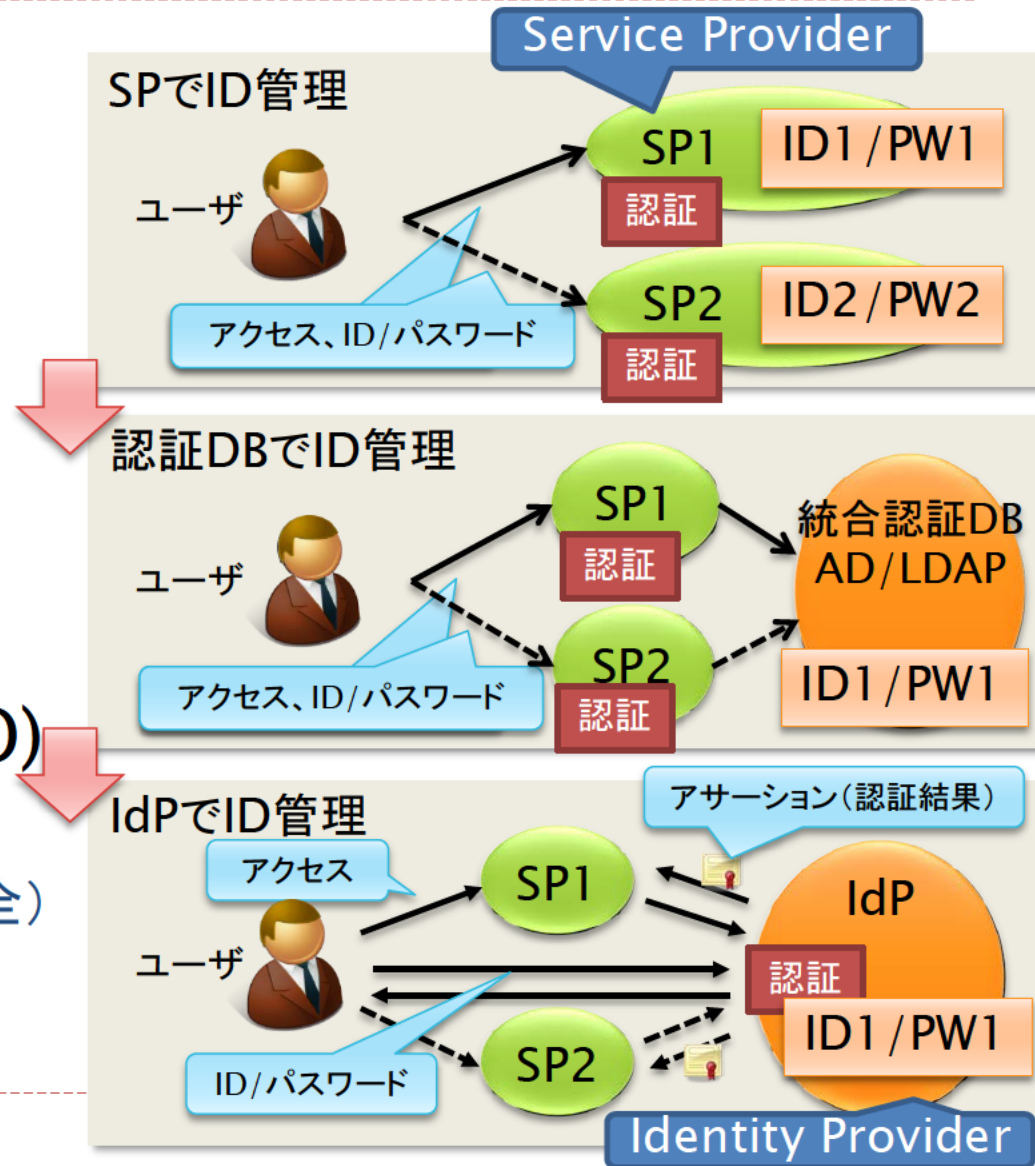 Service Provider
SPでID管理
ユーザ
SP1
ID1/PW1
認証
SP2
ID2/PW2
認証
アクセス、ID/パスワード
認証DBでID管理
ユーザ
SP1
認証
統合認証DB
AD/LDAP
SP2
認証
ID1/PW1
アクセス、ID/パスワード
)
IdPでID管理
アサーション(認証結果)
アクセス
SP1
IdP
全)
ユーザ
認証
ID1/PW1
SP2
ID/パスワード
Identity Provider